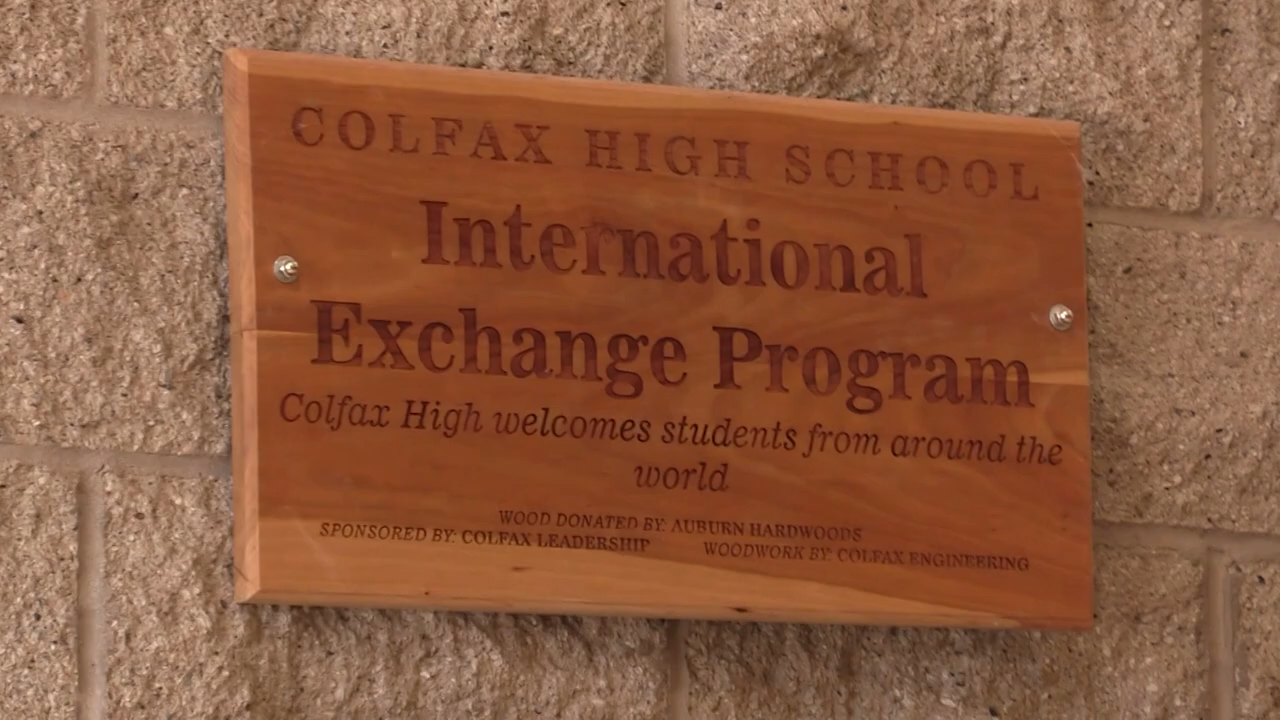 COLFAX HIGH SCHOOL
International
Exchange Program
Colfax High welcomes students from around the
world
WOOD DONATED BY: AUBURN HARDWOODS
SPONSORED BY: COLFAX LEADERSHIP WOODWORK BY: COLFAX ENGINEERING